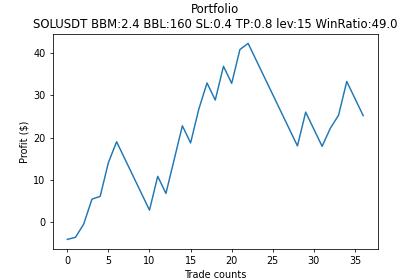 Portfolio
SOLUSDT BBM:2.4 BBL:160 SL:0.4 TP:0.8 lev:15 WinRatio:49.0
40
30
20
10
0
Profit ($)
0 5 10 15 20 25 30 35
Trade counts